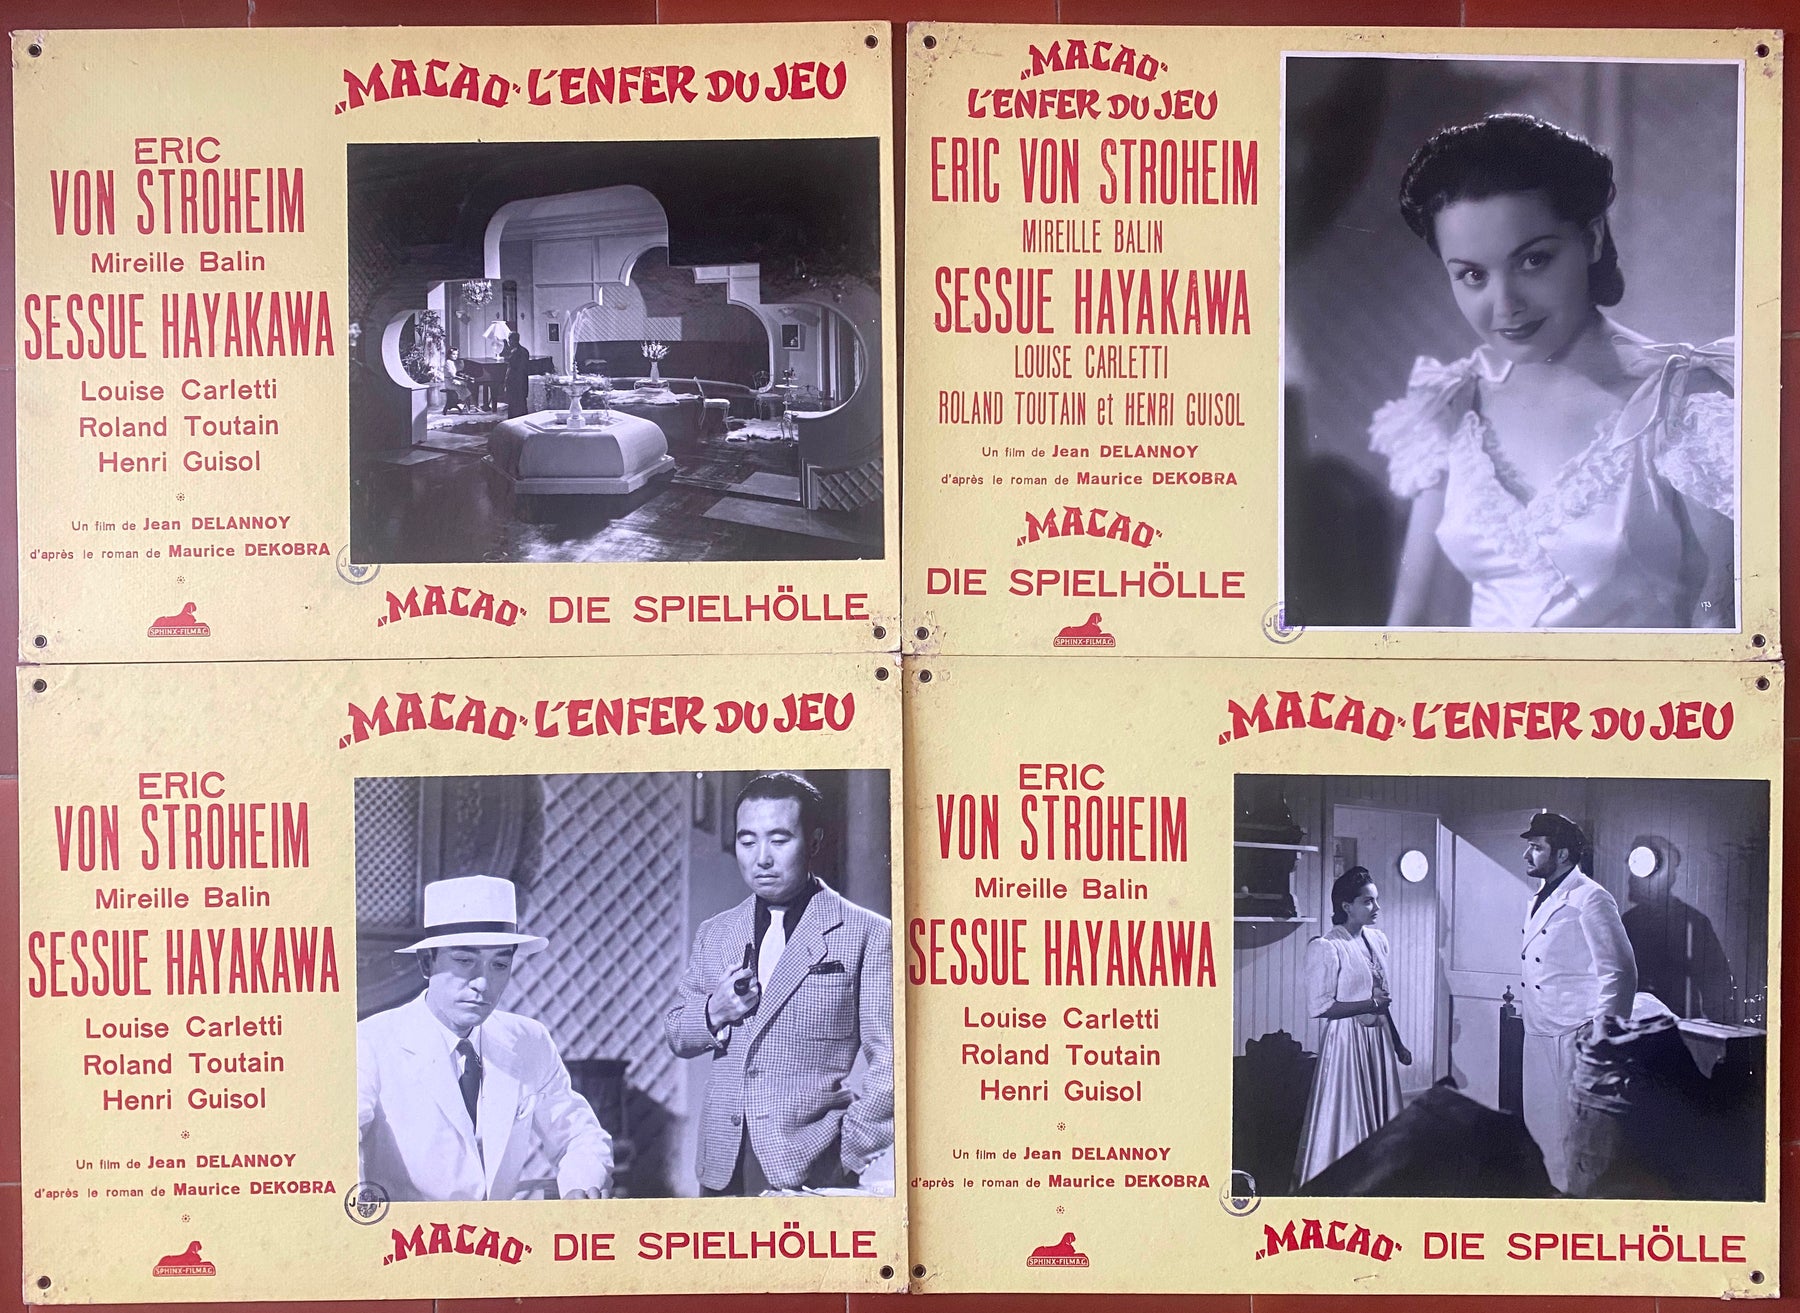 „MACAO“ L'ENFER DU JEU
ERIC
VON STROHEIM
Mireille Balin
SESSUE HAYAKAWA
Louise Carletti
Roland Toutain
Henri Guisol
Un film de Jean DELANNOY
d'après le roman de Maurice DEKOBRA
SPHINX-FILM A.G.
„MACAO“ DIE SPIELHÖLLE
„MACAO“
L'ENFER DU JEU
ERIC VON STROHEIM
MIREILLE BALIN
SESSUE HAYAKAWA
LOUISE CARLETTI
ROLAND TOUTAIN et HENRI GUISOL
Un film de Jean DELANNOY
d'après le roman de Maurice DEKOBRA
„MACAO“
DIE SPIELHÖLLE
SPHINX-FILM A.G.
173
„MACAO“ L'ENFER DU JEU
ERIC
VON STROHEIM
Mireille Balin
SESSUE HAYAKAWA
Louise Carletti
Roland Toutain
Henri Guisol
Un film de Jean DELANNOY
d'après le roman de Maurice DEKOBRA
J P
SPHINX-FILM A.G.
„MACAO“ DIE SPIELHÖLLE
„MACAO“ L'ENFER DU JEU
ERIC
VON STROHEIM
Mireille Balin
SESSUE HAYAKAWA
Louise Carletti
Roland Toutain
Henri Guisol
Un film de Jean DELANNOY
d'après le roman de Maurice DEKOBRA
SPHINX-FILM A.G.
„MACAO“ DIE SPIELHÖLLE